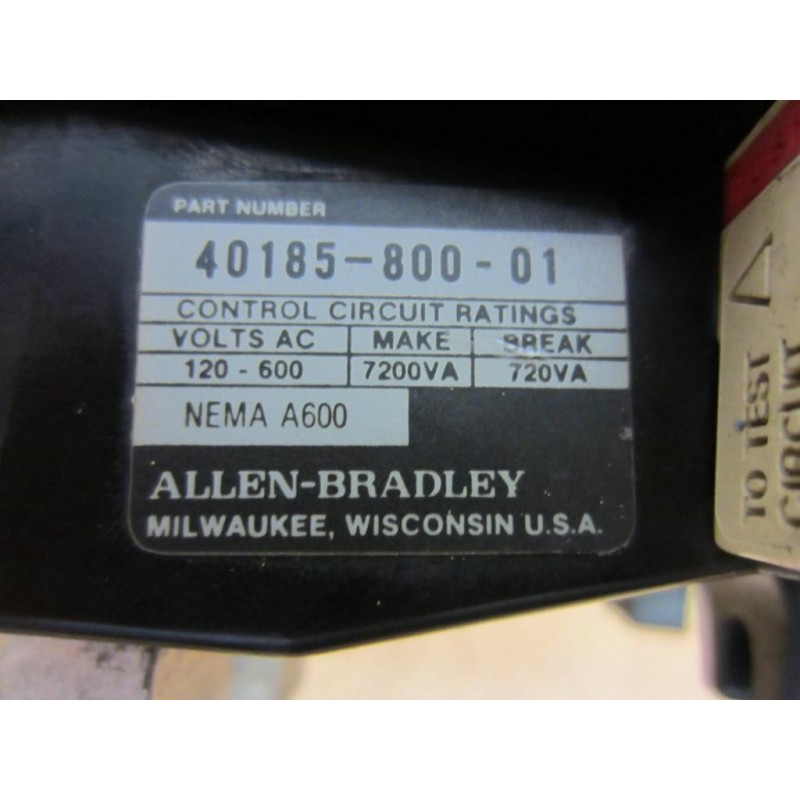 PART NUMBER
40185-800-01
CONTROL CIRCUIT RATINGS
VOLTS AC MAKE BREAK
120 - 600 7200VA 720VA
NEMA A600
ALLEN-BRADLEY
MILWAUKEE, WISCONSIN U.S.A.
TO TEST
CIRCUIT